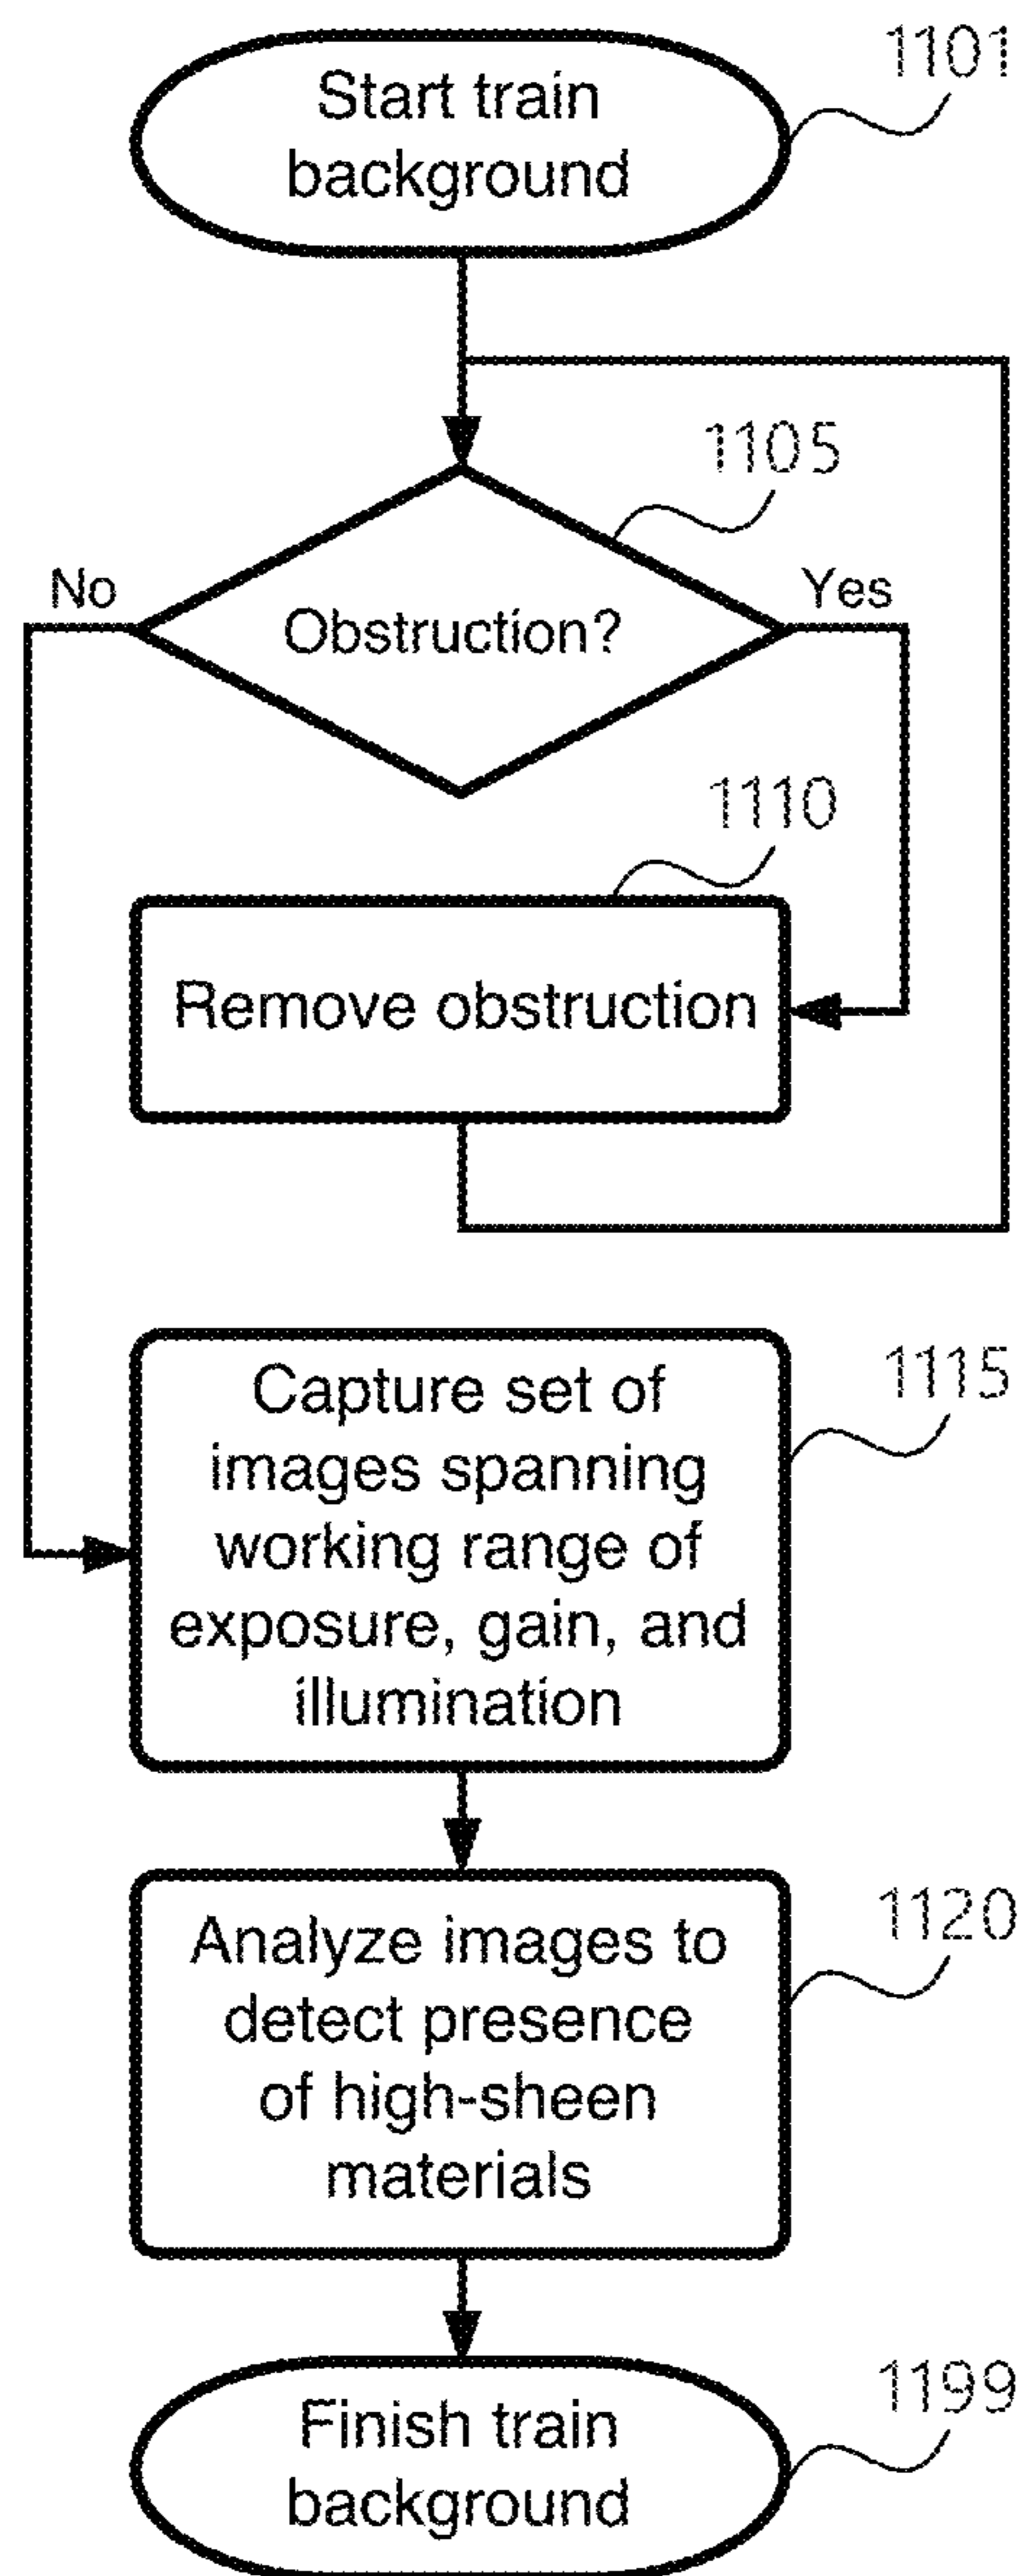 1101
Start train
background
1105
No
Yes
Obstruction?
1110
Remove obstruction
1115
Capture set of
images spanning
working range of
exposure, gain, and
illumination
1120
Analyze images to
detect presence
of high-sheen
materials
1199
Finish train
background